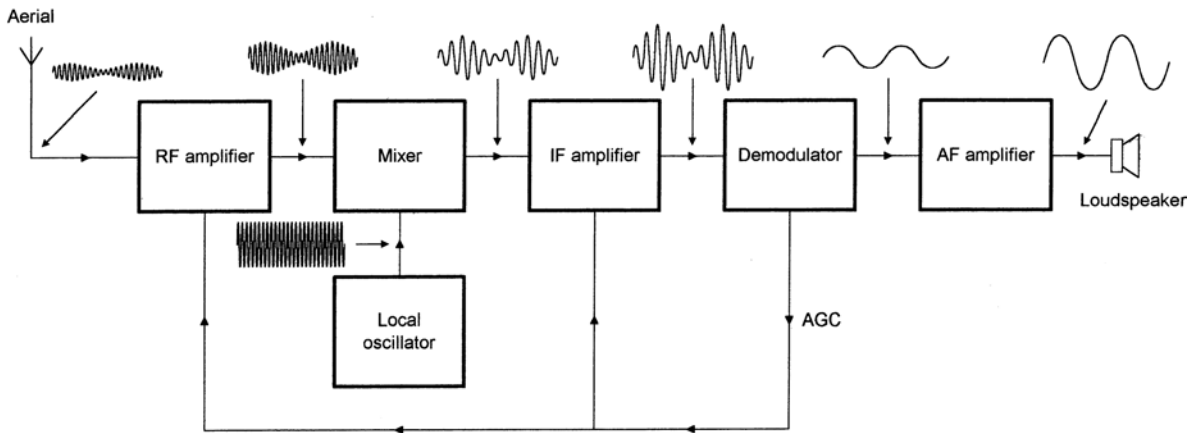 Aerial
RF amplifier
Mixer
IF amplifier
Demodulator
AF amplifier
Loudspeaker
Local
oscillator
AGC